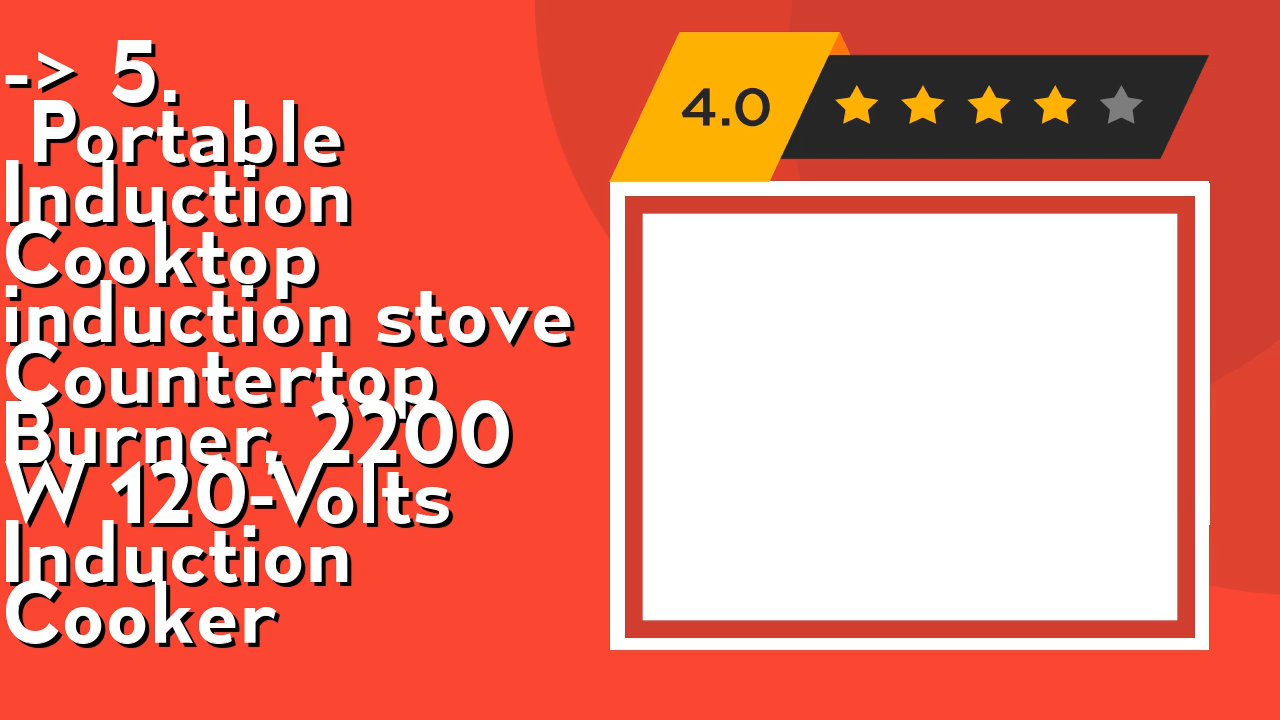 -> 5.
Portable
Induction
Cooktop
induction stove
Countertop
Burner, 2200
W 120-Volts
Induction
Cooker
4.0